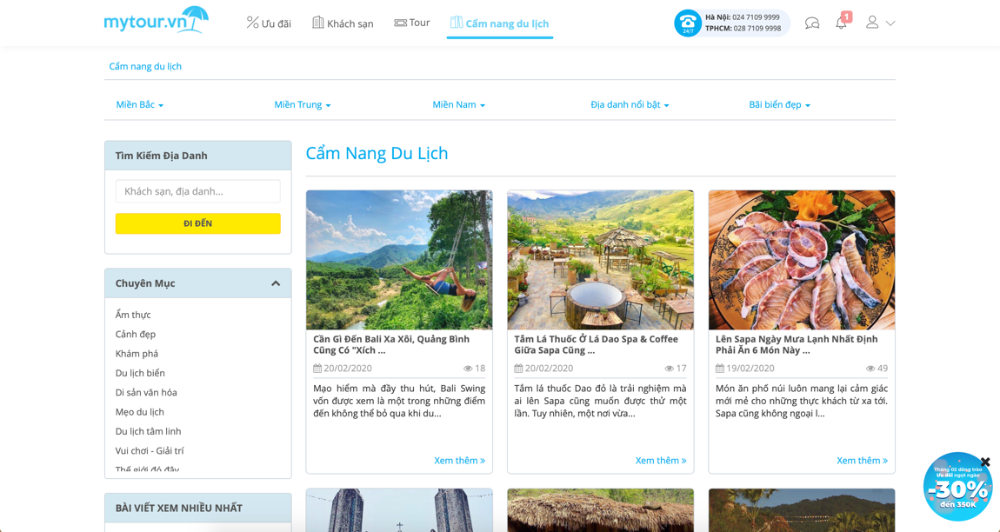 mytour.vn
Ưu đãi
Khách sạn
Tour
Cẩm nang du lịch
24/7
Hà Nội: 024 7109 9999
TPHCM: 028 7109 9998
1
Cẩm nang du lịch
Miền Bắc
Miền Trung
Miền Nam
Địa danh nổi bật
Bãi biển đẹp
Tìm Kiếm Địa Danh
Khách sạn, địa danh...
ĐI ĐẾN
Chuyên Mục
Ẩm thực
Cảnh đẹp
Khám phá
Du lịch biển
Di sản văn hóa
Mẹo du lịch
Du lịch tâm linh
Vui chơi - Giải trí
Thế giới đó đây
BÀI VIẾT XEM NHIỀU NHẤT
Cẩm Nang Du Lịch
Cần Gì Đến Bali Xa Xôi, Quảng Bình
Cũng Có "Xích ...
20/02/2020
18
Mạo hiểm mà đầy thu hút, Bali Swing
vốn được xem là một trong những điểm
đến không thể bỏ qua khi du...
Xem thêm »
Tắm Lá Thuốc Ở Lá Dao Spa & Coffee
Giữa Sapa Cũng ...
20/02/2020
17
Tắm lá thuốc Dao đỏ là trải nghiệm mà
ai lên Sapa cũng muốn được thử một
lần. Tuy nhiên, một nơi vừa...
Xem thêm »
Lên Sapa Ngày Mưa Lạnh Nhất Định
Phải Ăn 6 Món Này ...
19/02/2020
49
Món ăn phố núi luôn mang lại cảm giác
mới mẻ cho những thực khách từ xa tới.
Sapa cũng không ngoại l...
Xem thêm »
Tháng 02 dâng trào
Ưu đãi ngọt ngào
-30%
đến 350K